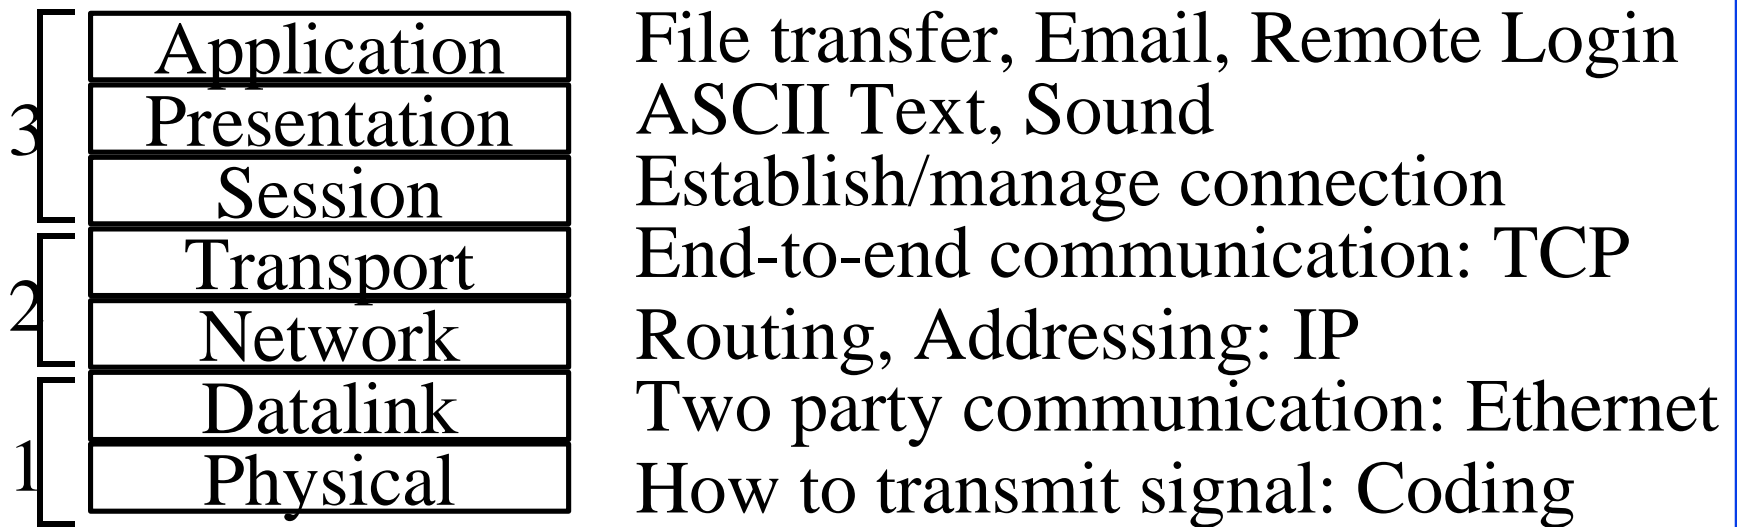 Application File transfer, Email, Remote Login
3 Presentation ASCII Text, Sound
Session Establish/manage connection
Transport End-to-end communication: TCP
2 Network Routing, Addressing: IP
Datalink Two party communication: Ethernet
1 Physical How to transmit signal: Coding